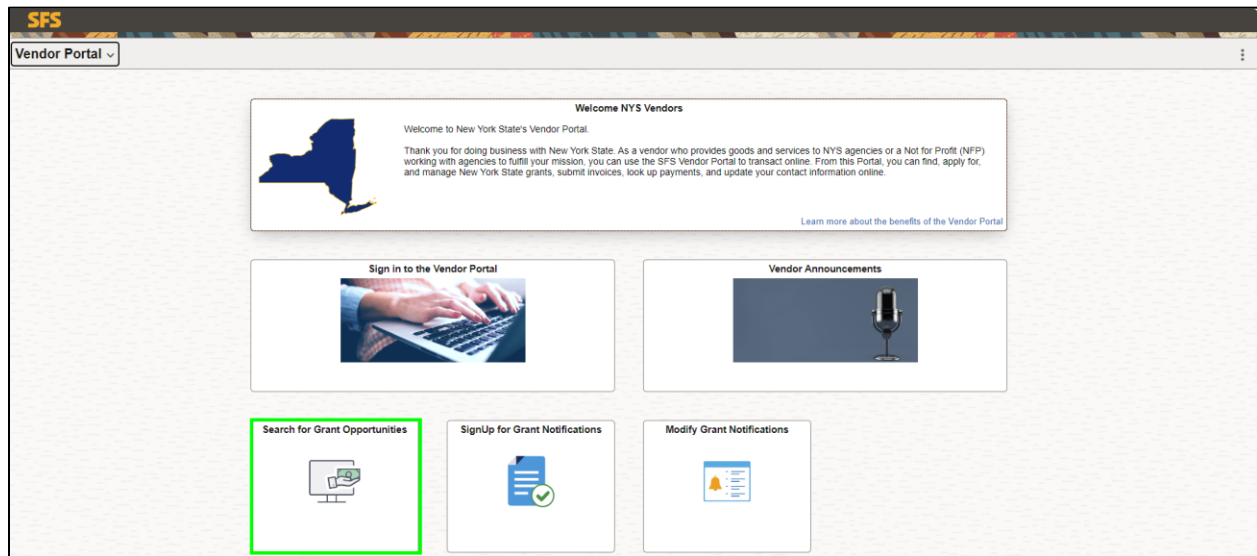 SFS
Vendor Portal
Welcome NYS Vendors
Welcome to New York State's Vendor Portal.
Thank you for doing business with New York State. As a vendor who provides goods and services to NYS agencies or a Not for Profit (NFP)
working with agencies to fulfill your mission, you can use the SFS Vendor Portal to transact online. From this Portal, you can find, apply for,
and manage New York State grants, submit invoices, look up payments, and update your contact information online.
Learn more about the benefits of the Vendor Portal
Sign in to the Vendor Portal
Vendor Announcements
Search for Grant Opportunities
SignUp for Grant Notifications
Modify Grant Notifications